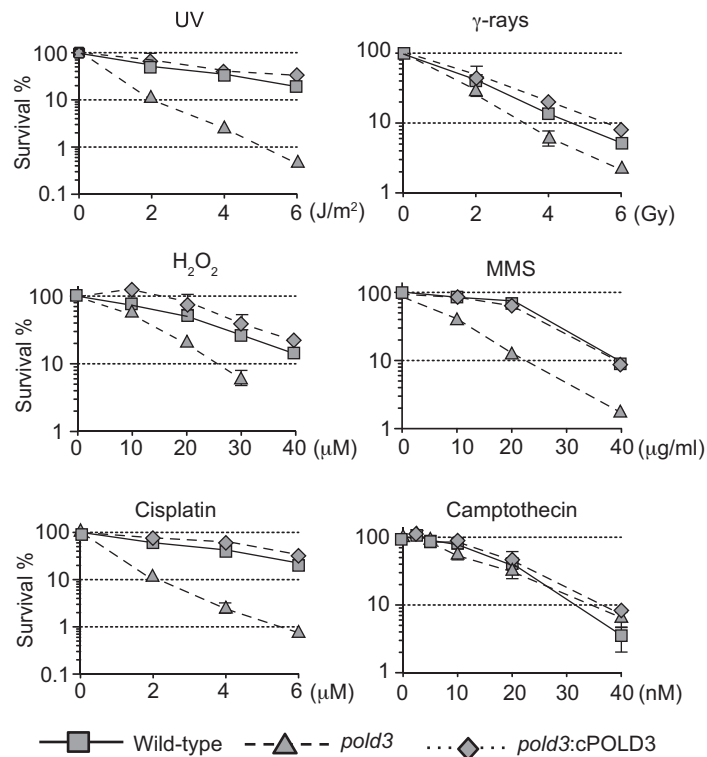 UV
γ-rays
Survival %
100
10
1
0.1
0 2 4 6 (J/m²)
100
10
1
0 2 4 6 (Gy)
H₂O₂
MMS
Survival %
100
10
1
0 10 20 30 40 (μM)
100
10
1
0 10 20 30 40 (μg/ml)
Cisplatin
Camptothecin
Survival %
100
10
1
0.1
0 2 4 6 (μM)
100
10
1
0 10 20 30 40 (nM)
Wild-type pold3 pold3:cPOLD3